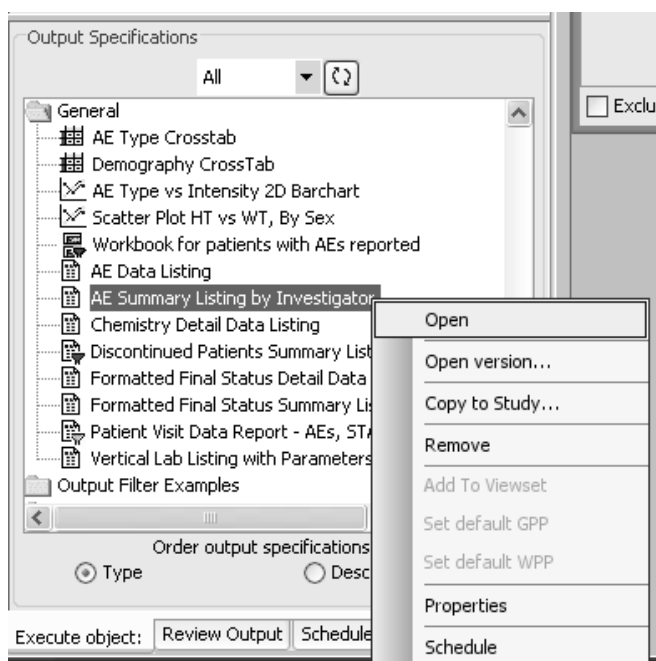 Output Specifications
All
General
AE Type Crosstab
Demography CrossTab
AE Type vs Intensity 2D Barchart
Scatter Plot HT vs WT, By Sex
Workbook for patients with AEs reported
AE Data Listing
AE Summary Listing by Investigator
Chemistry Detail Data Listing
Discontinued Patients Summary List
Formatted Final Status Detail Data
Formatted Final Status Summary Li
Patient Visit Data Report - AEs, STA
Vertical Lab Listing with Parameters
Output Filter Examples
Order output specifications
Type
Desc
Execute object:
Review Output
Schedule
Exclu
Open
Open version...
Copy to Study...
Remove
Add To Viewset
Set default GPP
Set default WPP
Properties
Schedule